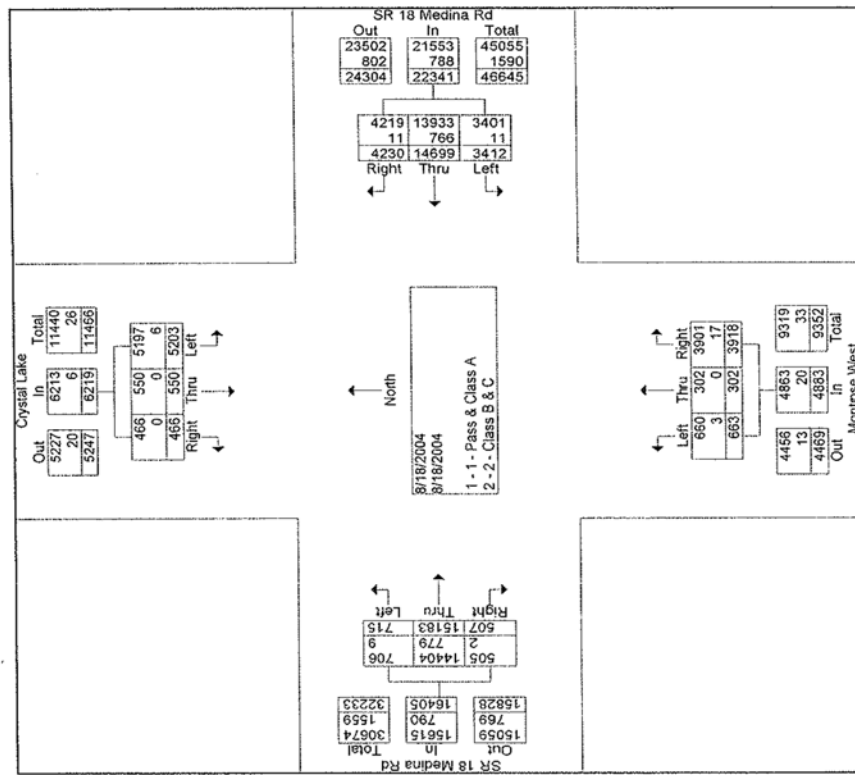 SR 18 Medina Rd
Out In Total
23502 21553 45055
802 788 1590
24304 22341 46645
4219 13933 3401
11 766 11
4230 14699 3412
Right Thru Left
Crystal Lake
Out In Total
5227 6213 11440
20 6 26
5247 6219 11466
466 550 5197
0 0 6
466 550 5203
Right Thru Left
North
8/18/2004
8/18/2004
1 - 1 - Pass & Class A
2 - 2 - Class B & C
Left Thru Right
660 302 3901
3 0 17
663 302 3918
Out In Total
4456 4863 9319
13 20 33
4469 4883 9352
Montrose West
Left Thru Right
715 15183 507
9 779 2
706 14404 505
32233 16405 15828
1559 790 769
30674 15615 15059
Total In Out
SR 18 Medina Rd